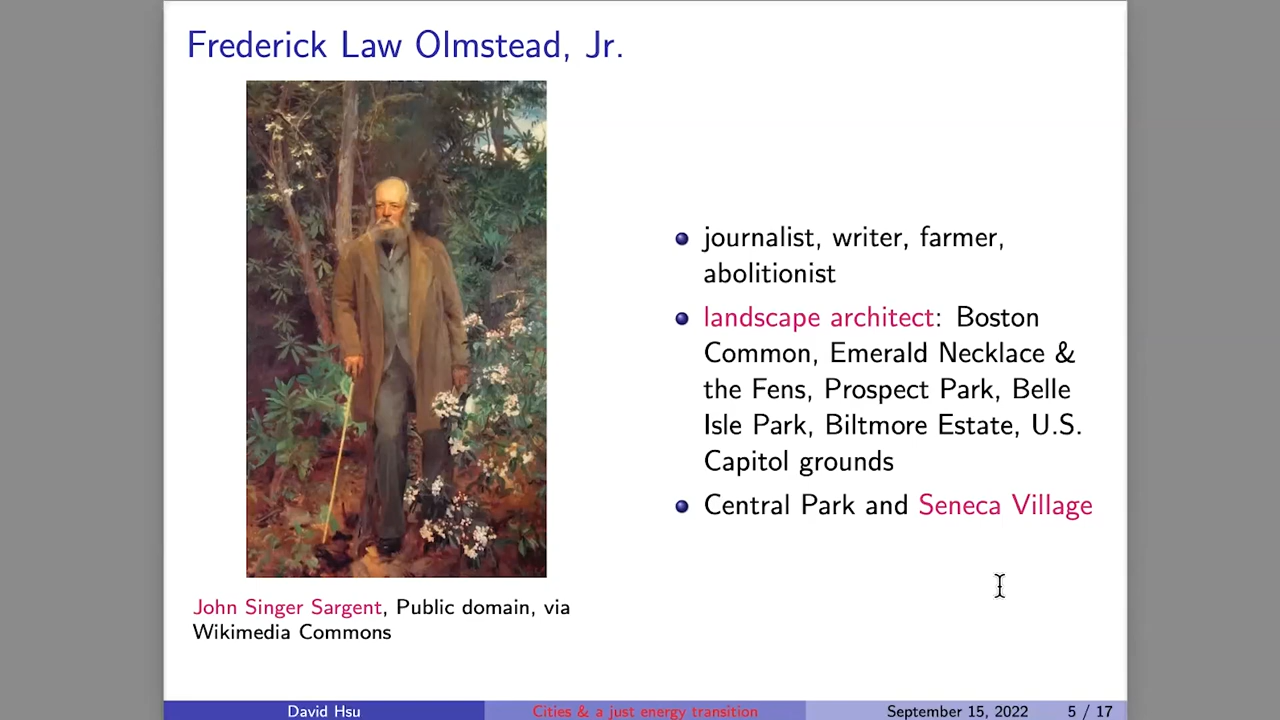 Frederick Law Olmstead, Jr.
journalist, writer, farmer,
abolitionist
landscape architect: Boston
Common, Emerald Necklace &
the Fens, Prospect Park, Belle
Isle Park, Biltmore Estate, U.S.
Capitol grounds
Central Park and Seneca Village
John Singer Sargent, Public domain, via
Wikimedia Commons
David Hsu
Cities & a just energy transition
September 15, 2022
5 / 17